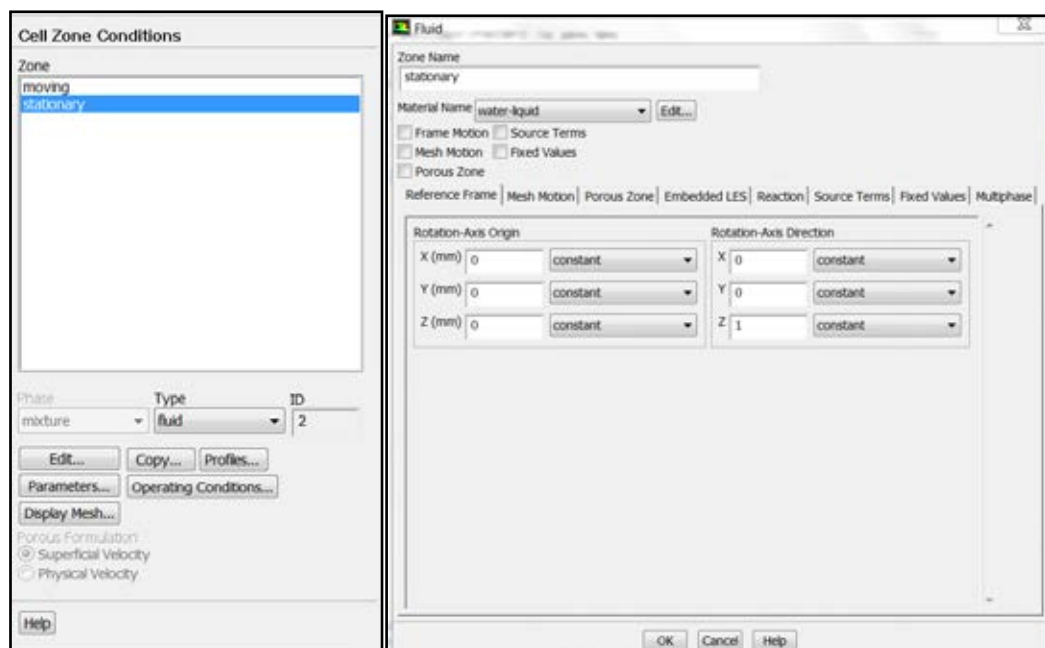 Cell Zone Conditions
Zone
moving
stationary
Phase Type ID
mixture fluid 2
Edit... Copy... Profiles...
Parameters... Operating Conditions...
Display Mesh...
Porous Formulation
Superficial Velocity
Physical Velocity
Help
Fluid
Zone Name
stationary
Material Name water-liquid Edit...
Frame Motion Source Terms
Mesh Motion Fixed Values
Porous Zone
Reference Frame Mesh Motion Porous Zone Embedded LES Reaction Source Terms Fixed Values Multiphase
Rotation-Axis Origin Rotation-Axis Direction
X (mm) 0 constant X 0 constant
Y (mm) 0 constant Y 0 constant
Z (mm) 0 constant Z 1 constant
OK Cancel Help